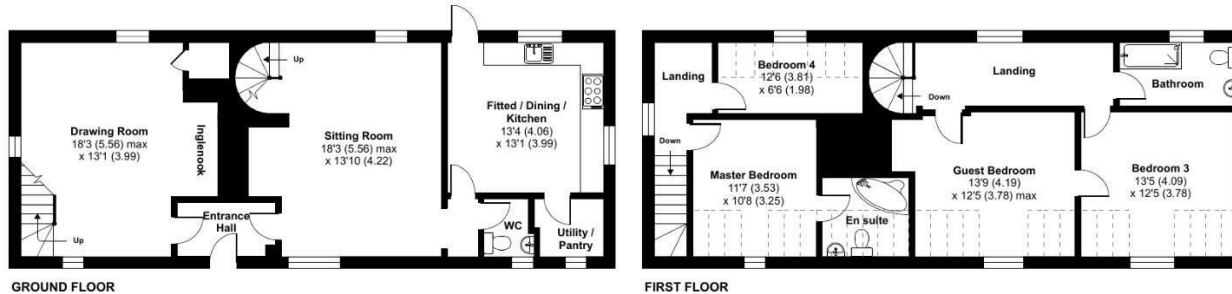 Up
Drawing Room
18'3 (5.56) max
x 13'1 (3.99)
Inglenook
Up
Entrance
Hall
Sitting Room
18'3 (5.56) max
x 13'10 (4.22)
Fitted / Dining /
Kitchen
13'4 (4.06)
x 13'1 (3.99)
WC
Utility /
Pantry
GROUND FLOOR
Landing
Bedroom 4
12'6 (3.81)
x 6'6 (1.98)
Down
Landing
Bathroom
Down
Master Bedroom
11'7 (3.53)
x 10'8 (3.25)
En suite
Guest Bedroom
13'9 (4.19)
x 12'5 (3.78) max
Bedroom 3
13'5 (4.09)
x 12'5 (3.78)
FIRST FLOOR